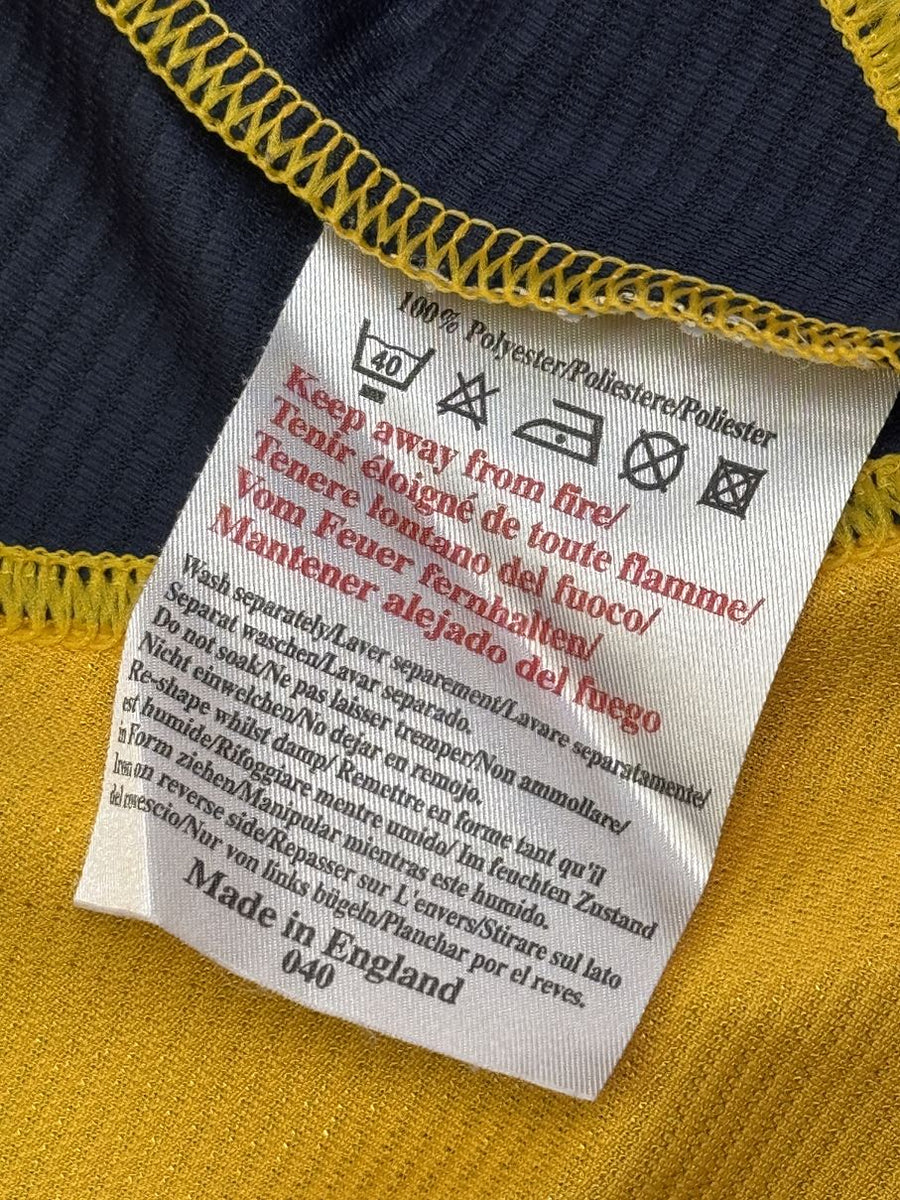 100% Polyester/Poliestere/Poliester
40
Keep away from fire/
Tenir éloigné de toute flamme/
Tenere lontano del fuoco/
Vom Feuer fernhalten/
Mantener alejado del fuego
Wash separately/Laver separement/Lavare separatamente/
Separat waschen/Lavar separado.
Do not soak/Ne pas laisser tremper/Non ammollare/
Nicht einwelchen/No dejar en remojo.
Re-shape whilst damp/ Remettre en forme tant qu'il
est humide/Rifoggiare mentre umido/ Im feuchten Zustand
in Form ziehen/Manipular mientras este humido.
Iron on reverse side/Repasser sur L'envers/Stirare sul lato
del rovescio/Nur von links bügeln/Planchar por el reves.
Made in England
040